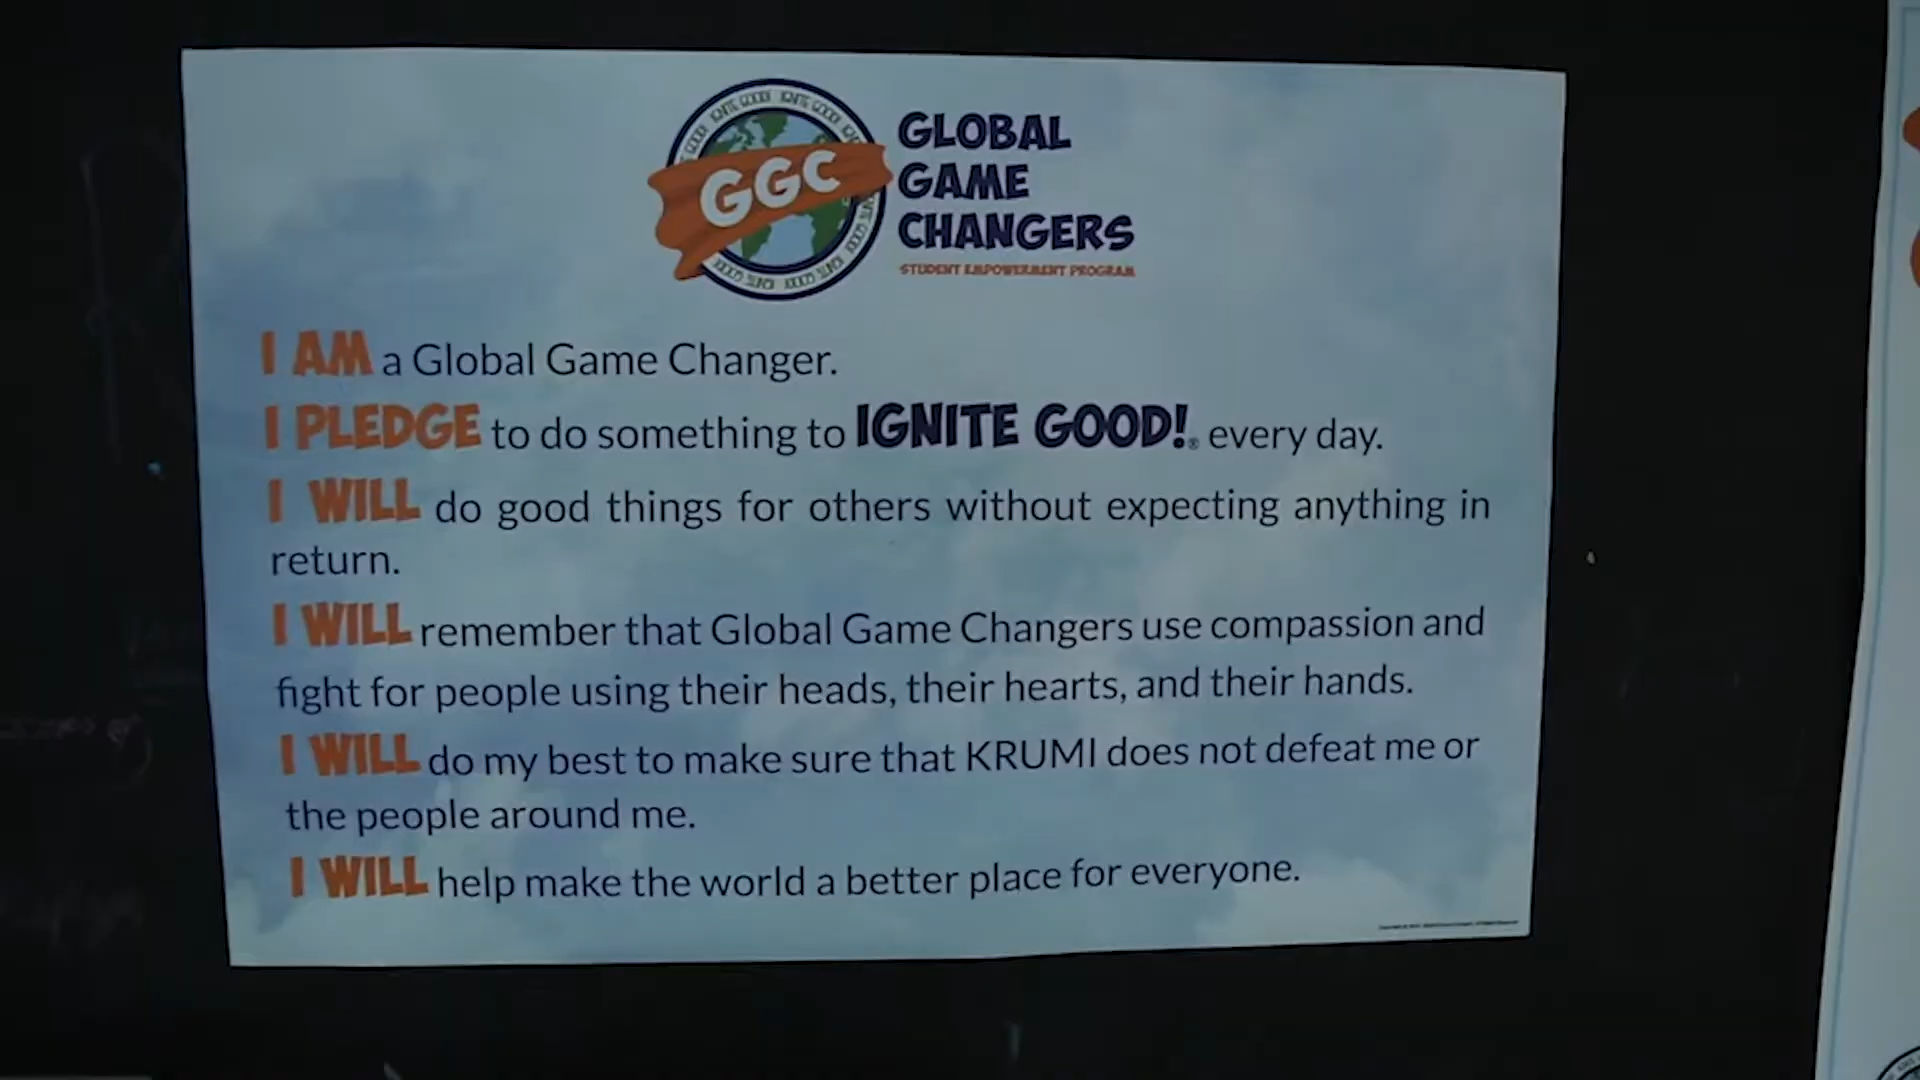 GGC
GLOBAL
GAME
CHANGERS
STUDENT EMPOWERMENT PROGRAM
I AM a Global Game Changer.
I PLEDGE to do something to IGNITE GOOD!® every day.
I WILL do good things for others without expecting anything in
return.
I WILL remember that Global Game Changers use compassion and
fight for people using their heads, their hearts, and their hands.
I WILL do my best to make sure that KRUMI does not defeat me or
the people around me.
I WILL help make the world a better place for everyone.